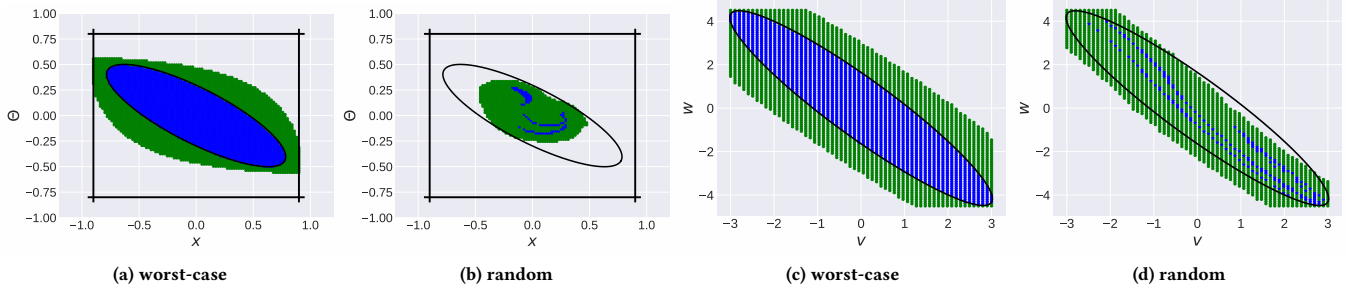 1.00
0.75
0.50
0.25
0.00
−0.25
−0.50
−0.75
−1.00
Θ
−1.0 −0.5 0.0 0.5 1.0
x
(a) worst-case
1.00
0.75
0.50
0.25
0.00
−0.25
−0.50
−0.75
−1.00
Θ
−1.0 −0.5 0.0 0.5 1.0
x
(b) random
4
2
0
−2
−4
w
−3 −2 −1 0 1 2 3
v
(c) worst-case
4
2
0
−2
−4
w
−3 −2 −1 0 1 2 3
v
(d) random